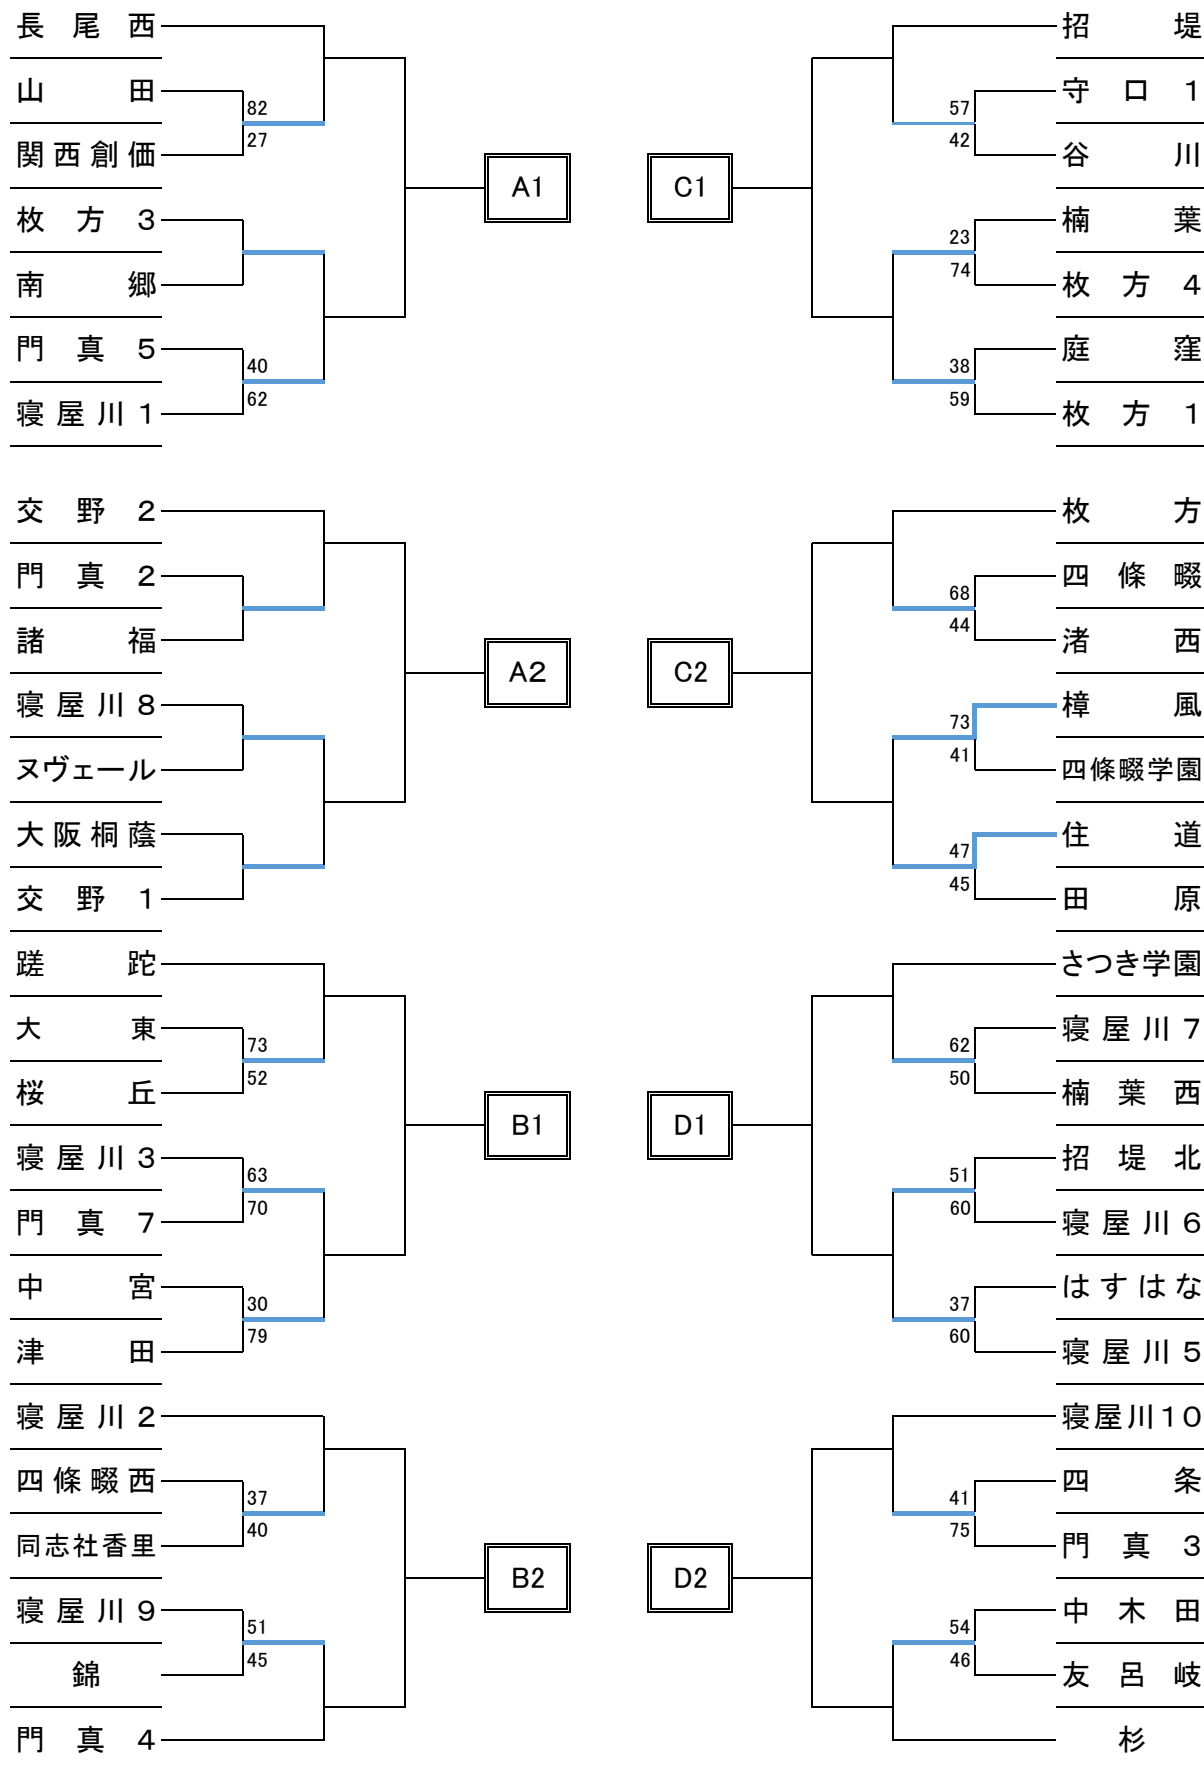 長尾西
山田
82
27
関西創価
A1
枚方3
南郷
門真5
40
62
寝屋川1
交野2
門真2
諸福
A2
寝屋川8
ヌヴェール
大阪桐蔭
交野1
蹉跎
大東
73
52
桜丘
B1
寝屋川3
63
70
門真7
中宮
30
79
津田
寝屋川2
四條畷西
37
40
同志社香里
B2
寝屋川9
51
45
錦
門真4
招堤
守口1
57
42
谷川
C1
楠葉
23
74
枚方4
庭窪
38
59
枚方1
枚方
四條畷
68
44
渚西
C2
樟風
73
41
四條畷学園
住道
47
45
田原
さつき学園
寝屋川7
62
50
楠葉西
D1
招堤北
51
60
寝屋川6
はすはな
37
60
寝屋川5
寝屋川10
四条
41
75
門真3
D2
中木田
54
46
友呂岐
杉